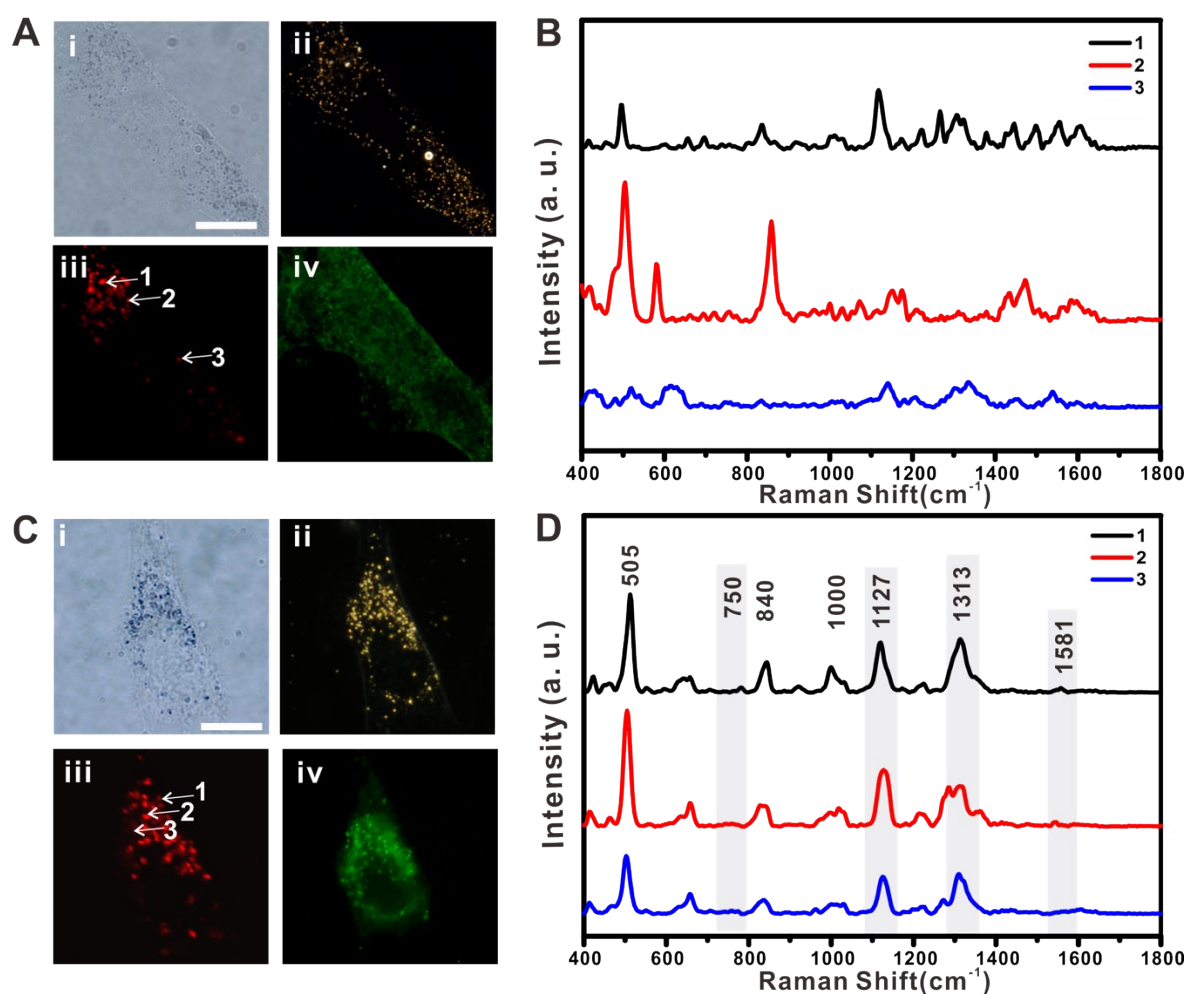 A
i
ii
iii
1
2
3
iv
B
1
2
3
Intensity (a. u.)
400 600 800 1000 1200 1400 1600 1800
Raman Shift(cm⁻¹)
C
i
ii
iii
1
2
3
iv
D
1
2
3
505
750
840
1000
1127
1313
1581
Intensity (a. u.)
400 600 800 1000 1200 1400 1600 1800
Raman Shift(cm⁻¹)